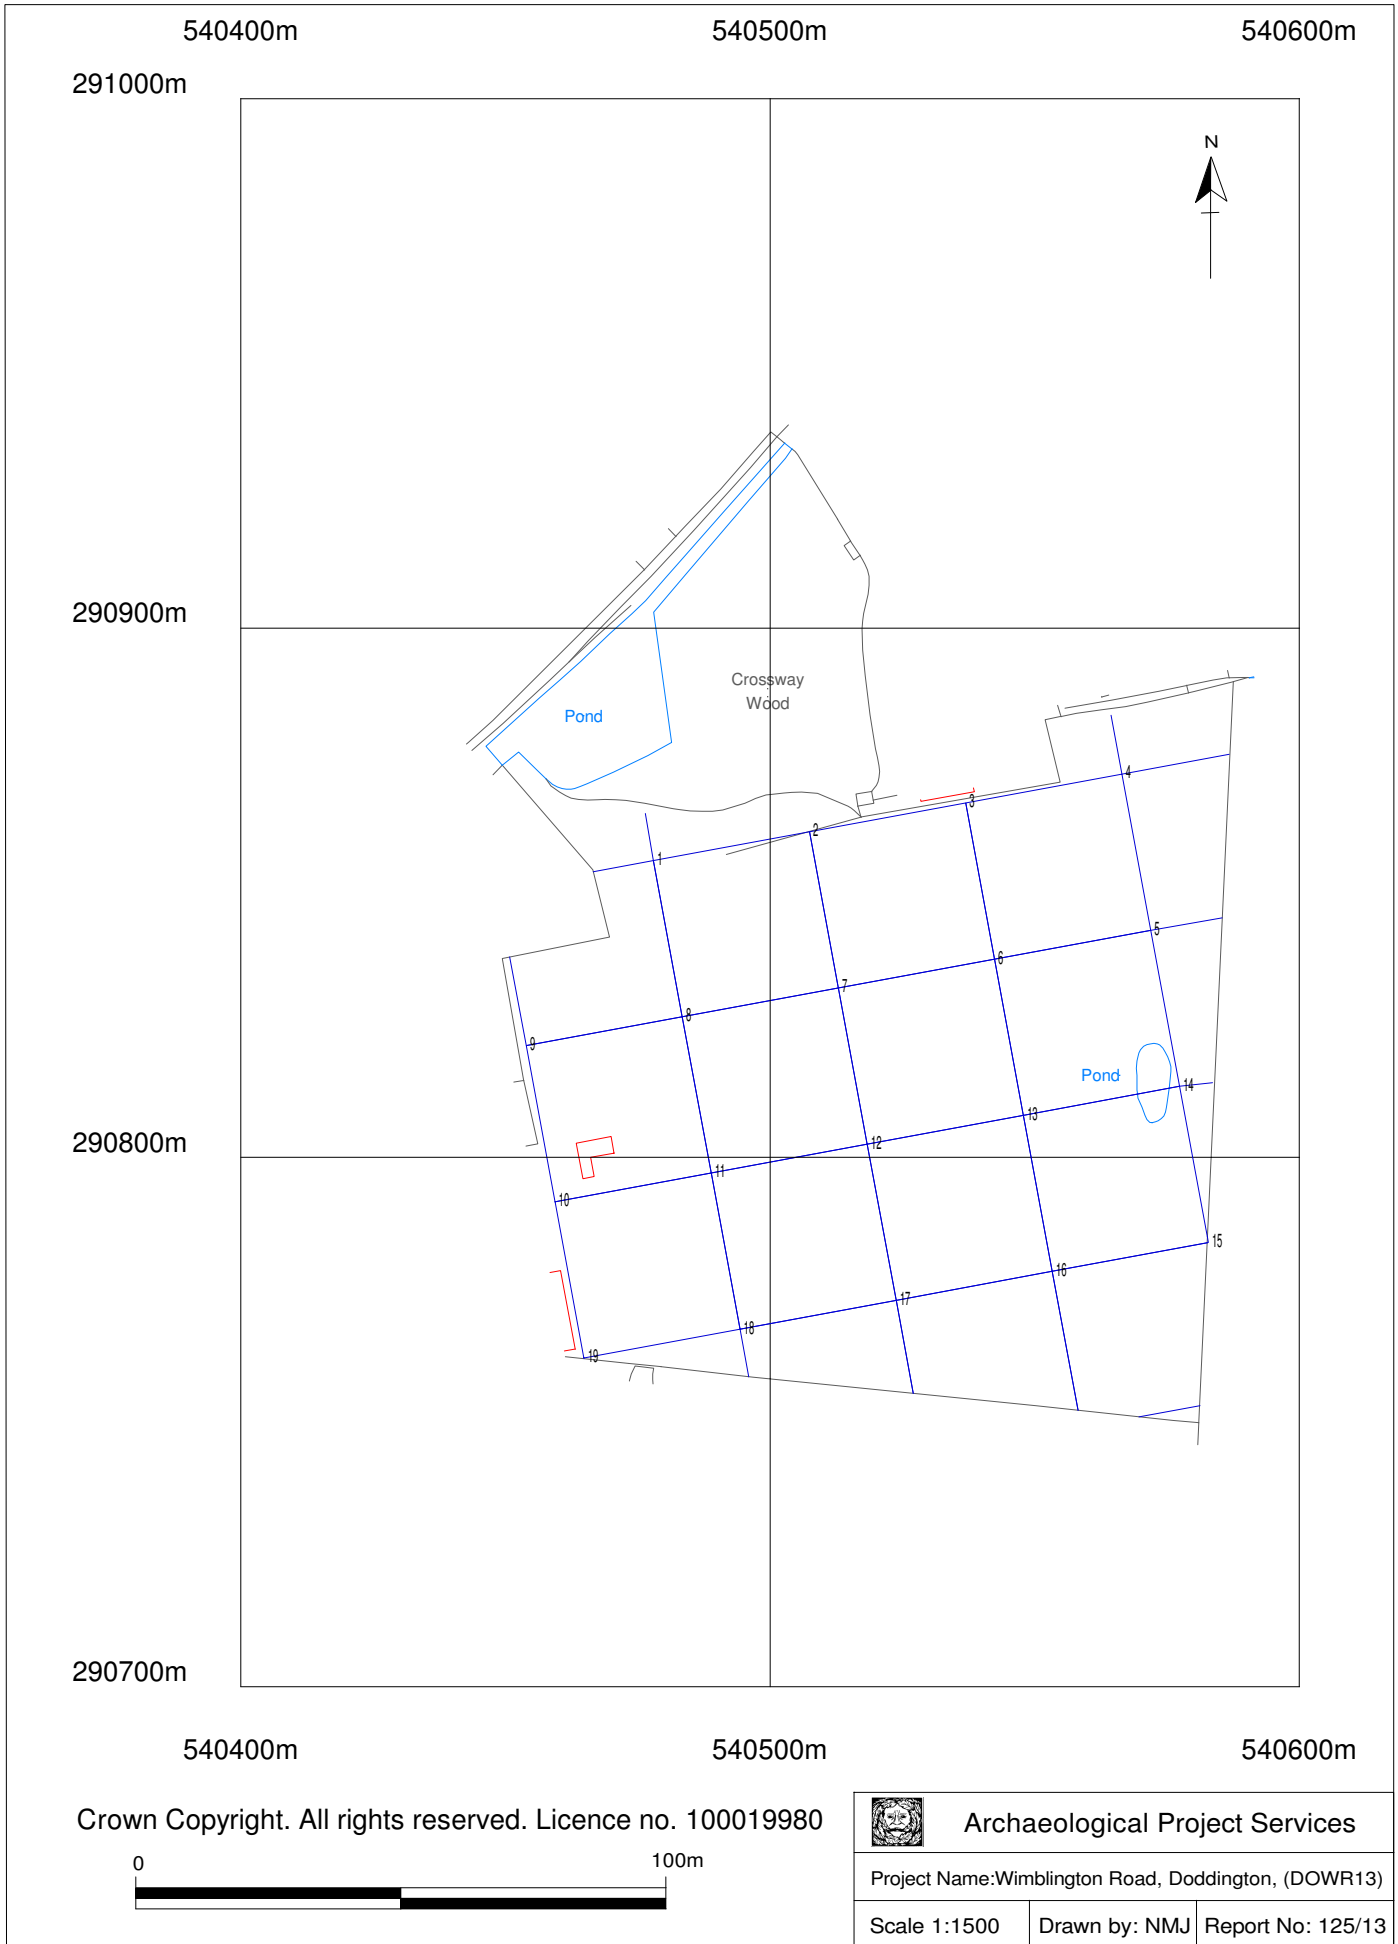 540400m 540500m 540600m
291000m
N
290900m
Crossway
Wood
Pond
4
3
2
1
5
6
7
8
9
Pond
14
13
290800m
12
11
10
15
16
17
18
19
290700m
540400m 540500m 540600m
Crown Copyright. All rights reserved. Licence no. 100019980
0 100m
Archaeological Project Services
Project Name:Wimblington Road, Doddington, (DOWR13)
Scale 1:1500 Drawn by: NMJ Report No: 125/13